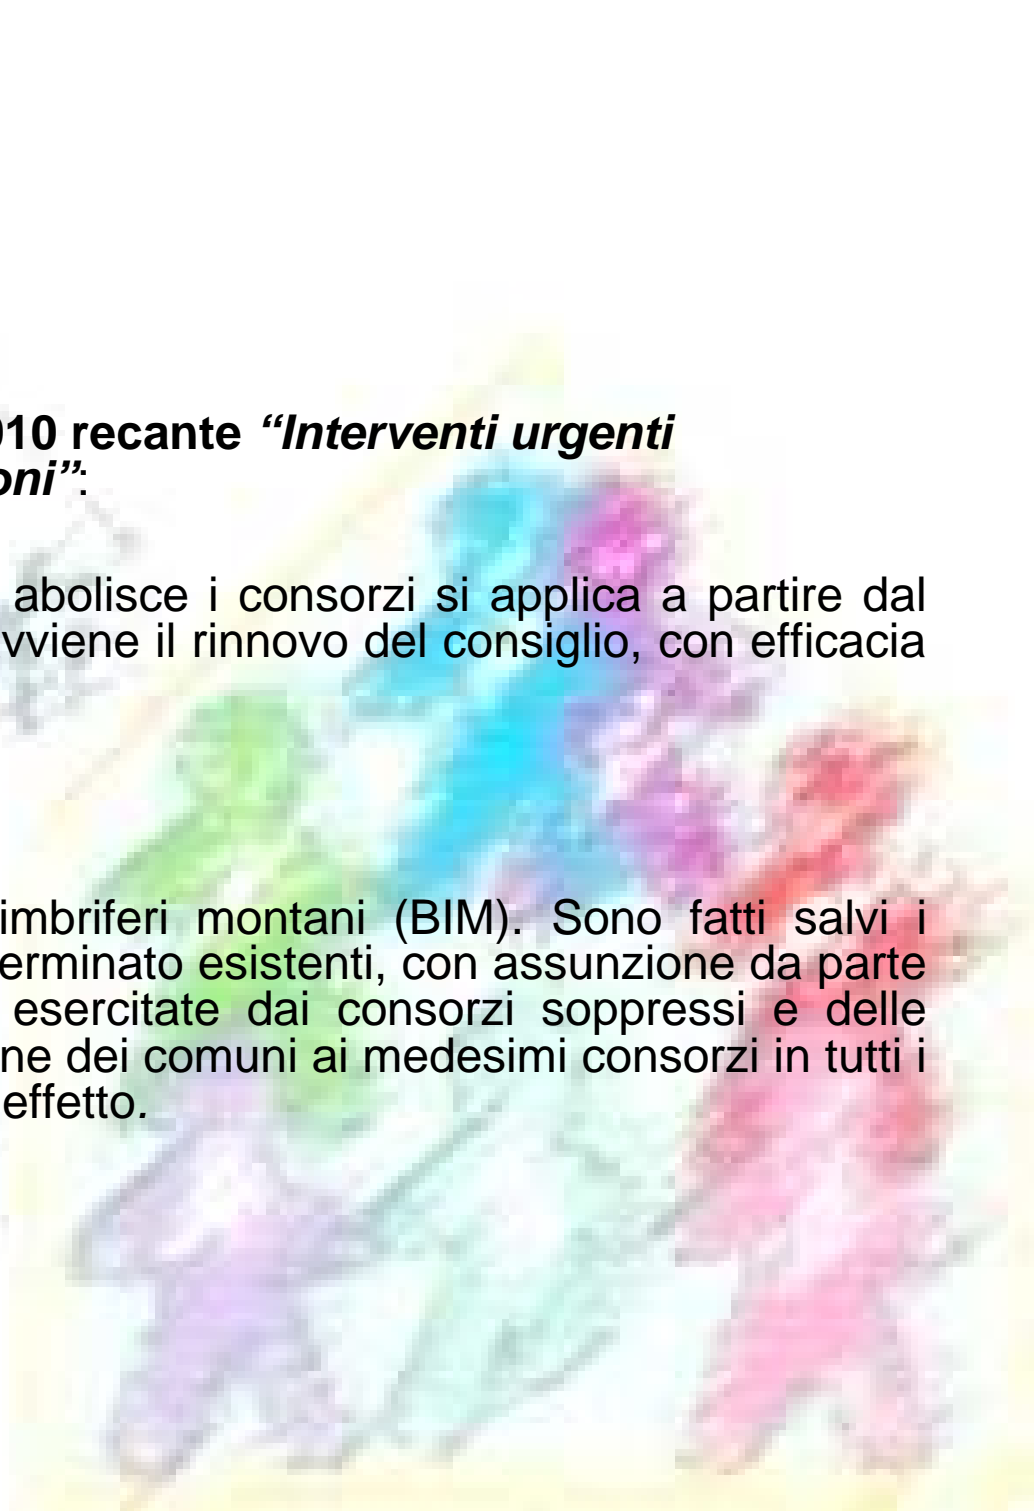 010 recante “Interventi urgenti
oni”:
abolisce i consorzi si applica a partire dal
vviene il rinnovo del consiglio, con efficacia
imbriferi montani (BIM). Sono fatti salvi i
erminato esistenti, con assunzione da parte
esercitate dai consorzi soppressi e delle
ne dei comuni ai medesimi consorzi in tutti i
effetto.